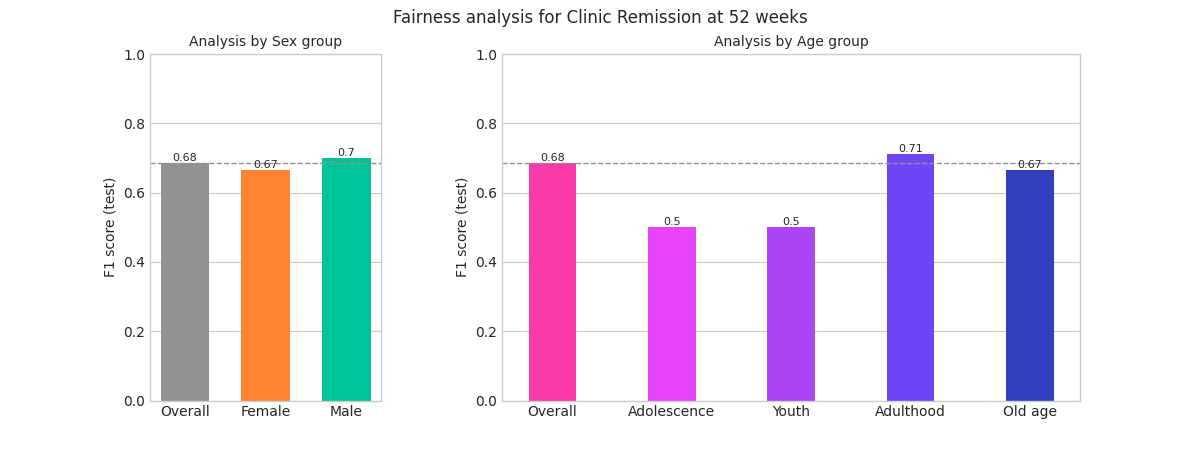 Fairness analysis for Clinic Remission at 52 weeks
Analysis by Sex group
F1 score (test)
1.0
0.8
0.6
0.4
0.2
0.0
0.68
0.67
0.7
Overall
Female
Male
Analysis by Age group
F1 score (test)
1.0
0.8
0.6
0.4
0.2
0.0
0.68
0.5
0.5
0.71
0.67
Overall
Adolescence
Youth
Adulthood
Old age